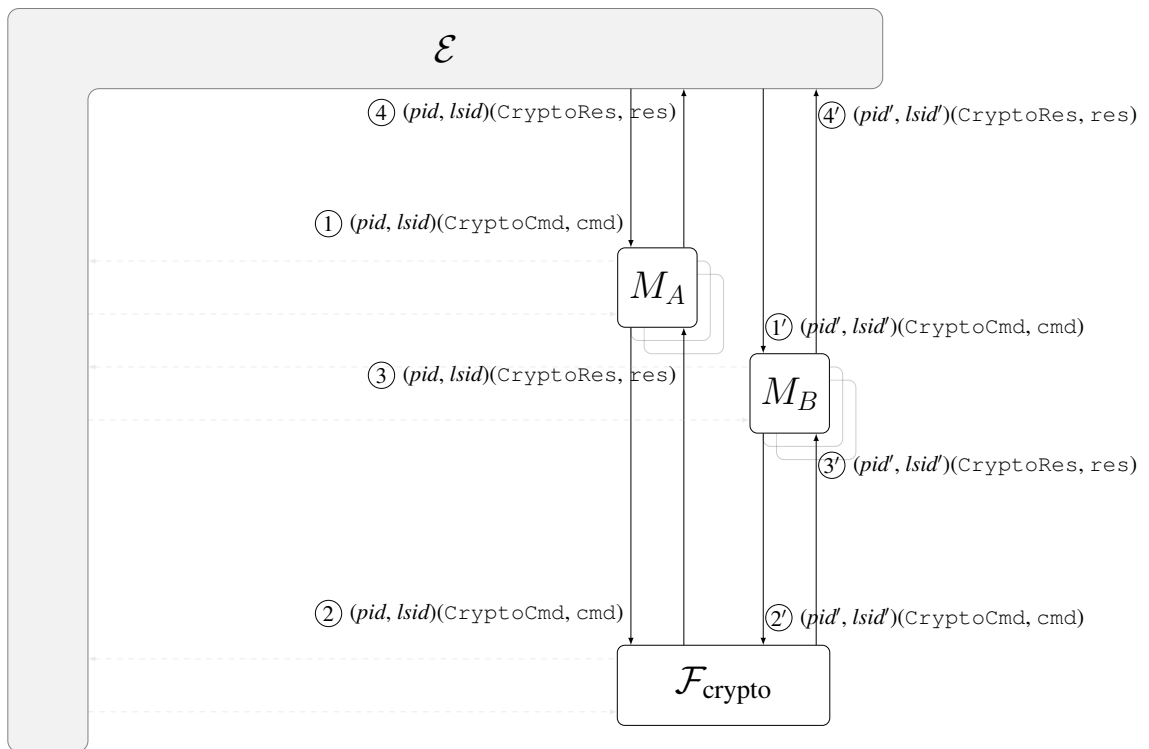 ℰ
④ (pid, lsid)(CryptoRes, res)
④′ (pid′, lsid′)(CryptoRes, res)
① (pid, lsid)(CryptoCmd, cmd)
M_A
①′ (pid′, lsid′)(CryptoCmd, cmd)
③ (pid, lsid)(CryptoRes, res)
M_B
③′ (pid′, lsid′)(CryptoRes, res)
② (pid, lsid)(CryptoCmd, cmd)
②′ (pid′, lsid′)(CryptoCmd, cmd)
ℱ_crypto